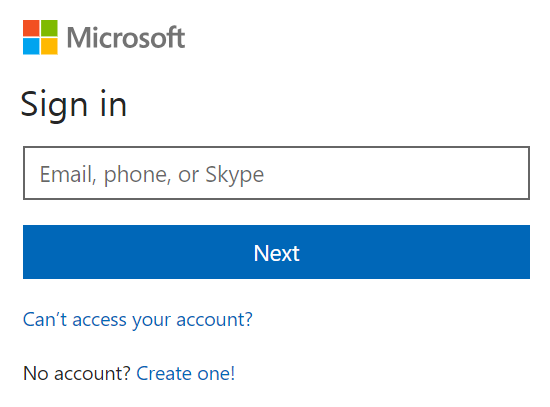 Microsoft
Sign in
Email, phone, or Skype
Next
Can’t access your account?
No account? Create one!